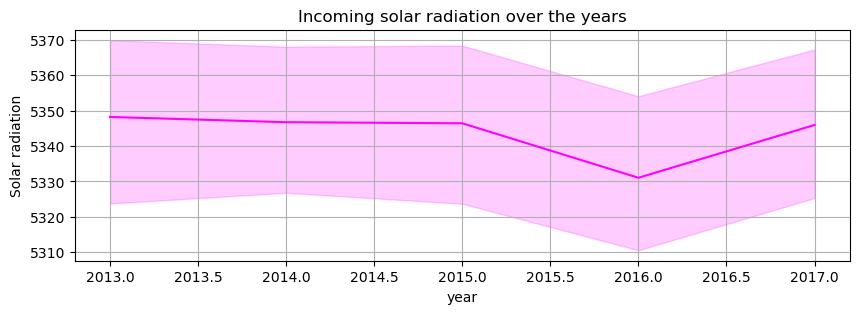 Incoming solar radiation over the years
Solar radiation
5370
5360
5350
5340
5330
5320
5310
2013.0 2013.5 2014.0 2014.5 2015.0 2015.5 2016.0 2016.5 2017.0
year